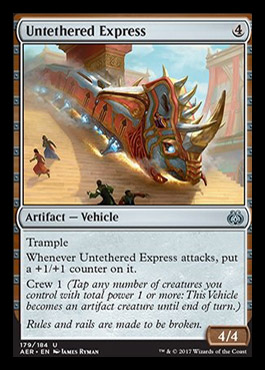 Untethered Express 4
Artifact — Vehicle
Trample
Whenever Untethered Express attacks, put
a +1/+1 counter on it.
Crew 1 (Tap any number of creatures you
control with total power 1 or more: This Vehicle
becomes an artifact creature until end of turn.)
Rules and rails are made to be broken.
4/4
179/184 U
AER • EN JAMES RYMAN
™ & © 2017 Wizards of the Coast